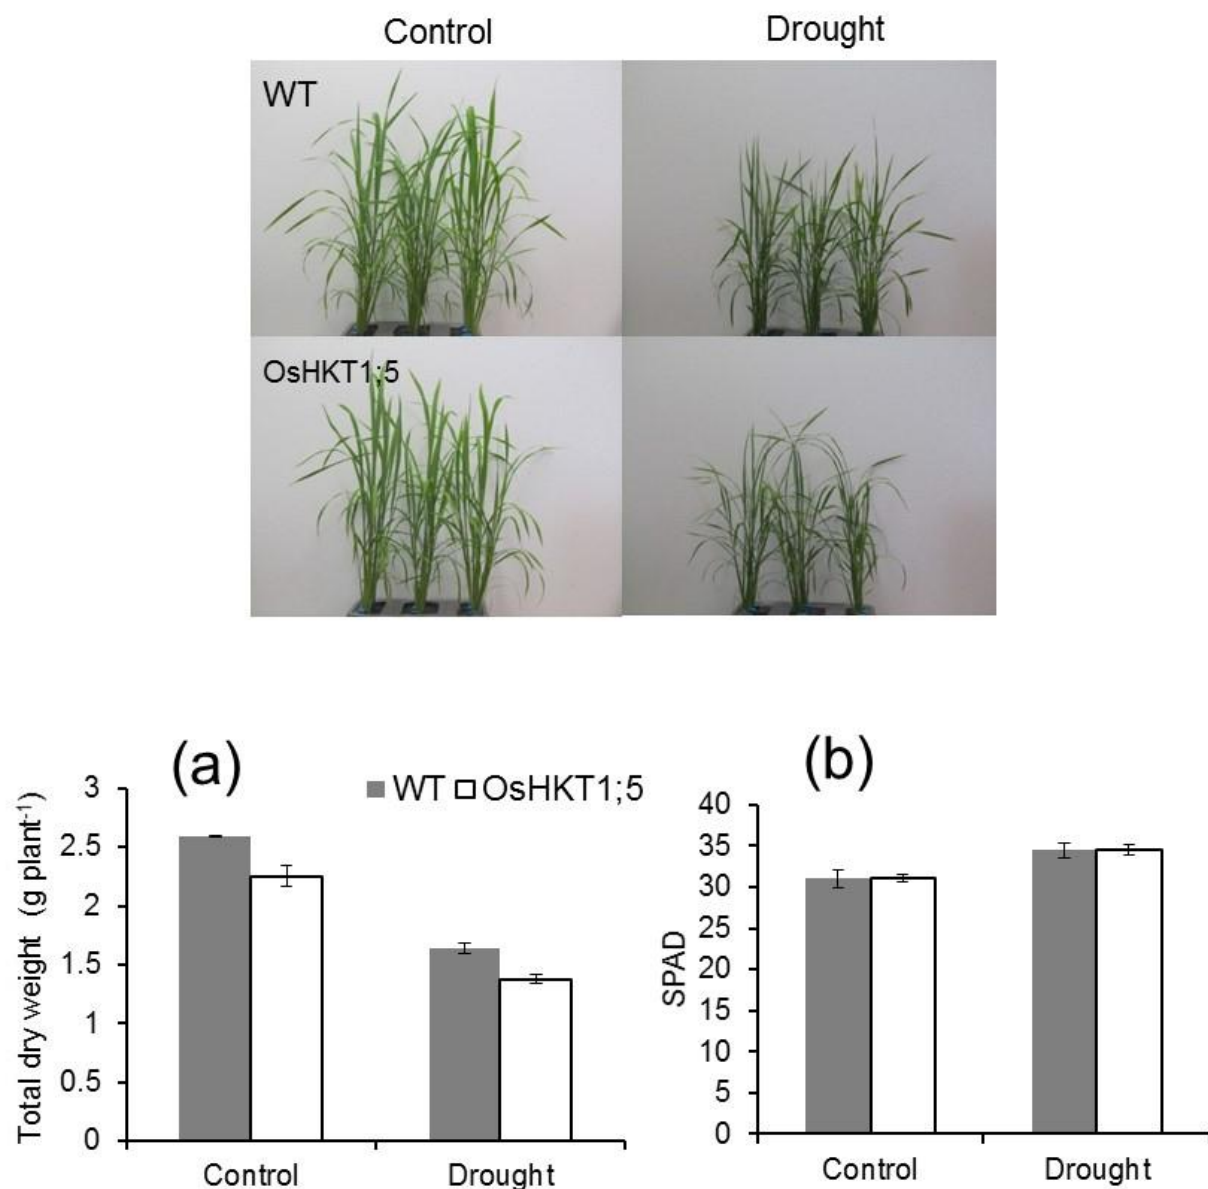 Control Drought
WT
OsHKT1;5
(a)
WT OsHKT1;5
Total dry weight (g plant-1)
3
2.5
2
1.5
1
0.5
0
Control Drought
(b)
SPAD
40
35
30
25
20
15
10
5
0
Control Drought